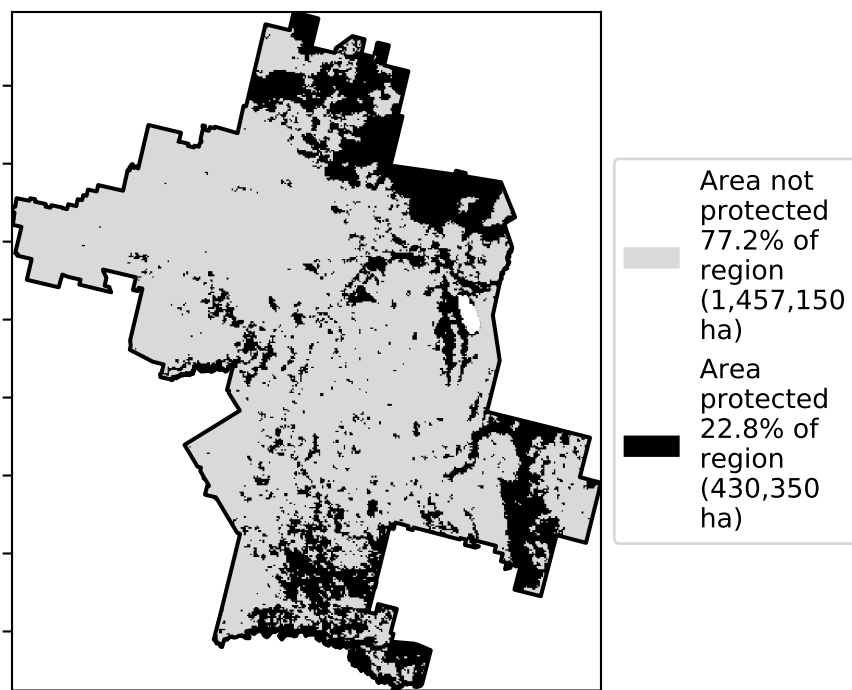 Area not
protected
77.2% of
region
(1,457,150
ha)
Area
protected
22.8% of
region
(430,350
ha)